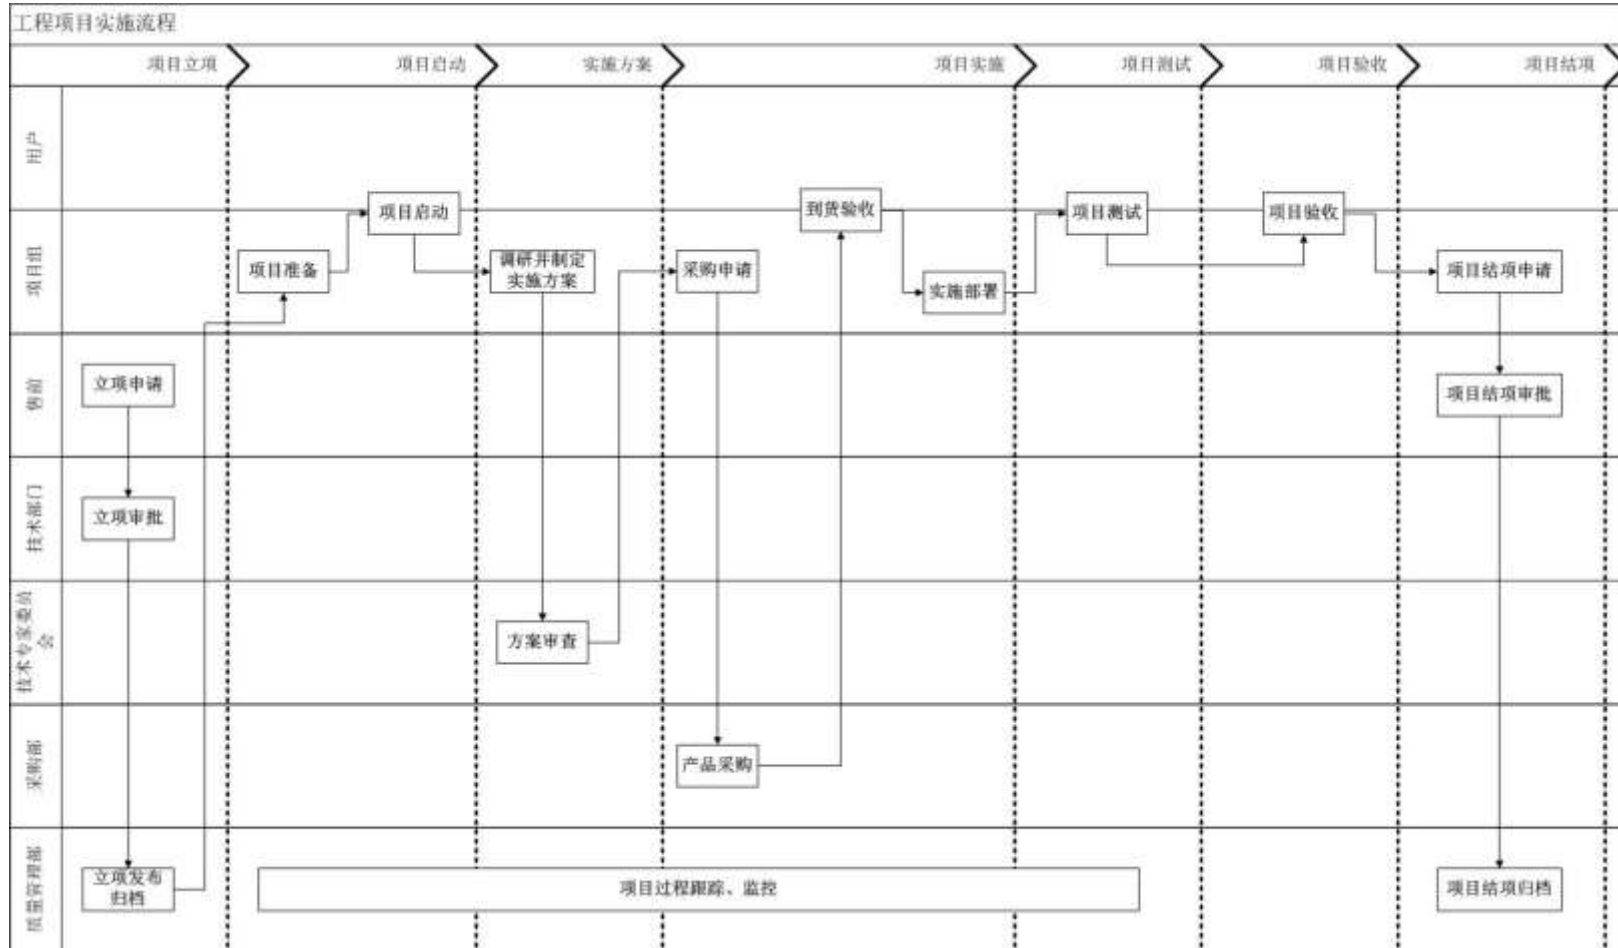 工程项目实施流程
项目立项
项目启动
实施方案
项目实施
项目测试
项目验收
项目结项
用户
项目启动
到货验收
项目测试
项目验收
项目组
项目准备
调研并制定
实施方案
采购申请
实施部署
项目结项申请
售前
立项申请
项目结项审批
技术部门
立项审批
技术专家委员
会
方案审查
采购部
产品采购
质量管理部
立项发布
归档
项目过程跟踪、监控
项目结项归档